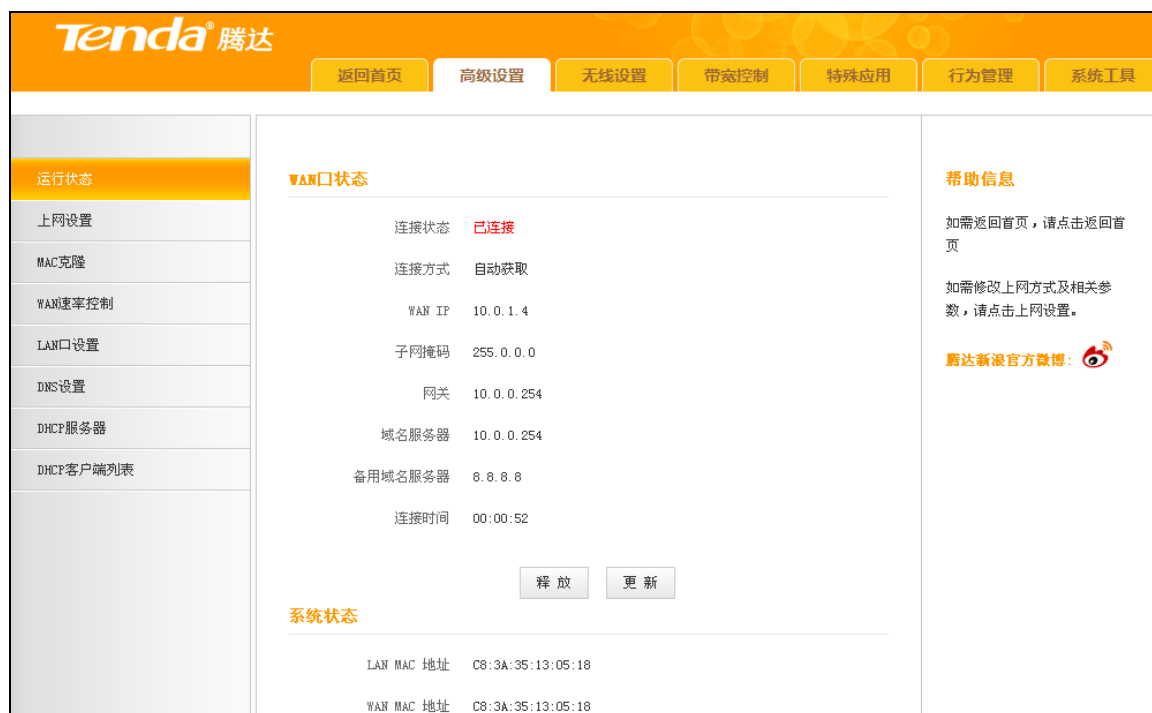 Tenda® 腾达
返回首页 高级设置 无线设置 带宽控制 特殊应用 行为管理 系统工具
运行状态
上网设置
MAC克隆
WAN速率控制
LAN口设置
DNS设置
DHCP服务器
DHCP客户端列表
WAN口状态
连接状态 已连接
连接方式 自动获取
WAN IP 10.0.1.4
子网掩码 255.0.0.0
网关 10.0.0.254
域名服务器 10.0.0.254
备用域名服务器 8.8.8.8
连接时间 00:00:52
释 放 更 新
系统状态
LAN MAC 地址 C8:3A:35:13:05:18
WAN MAC 地址 C8:3A:35:13:05:18
帮助信息
如需返回首页，请点击返回首
页
如需修改上网方式及相关参
数，请点击上网设置。
腾达新浪官方微博: